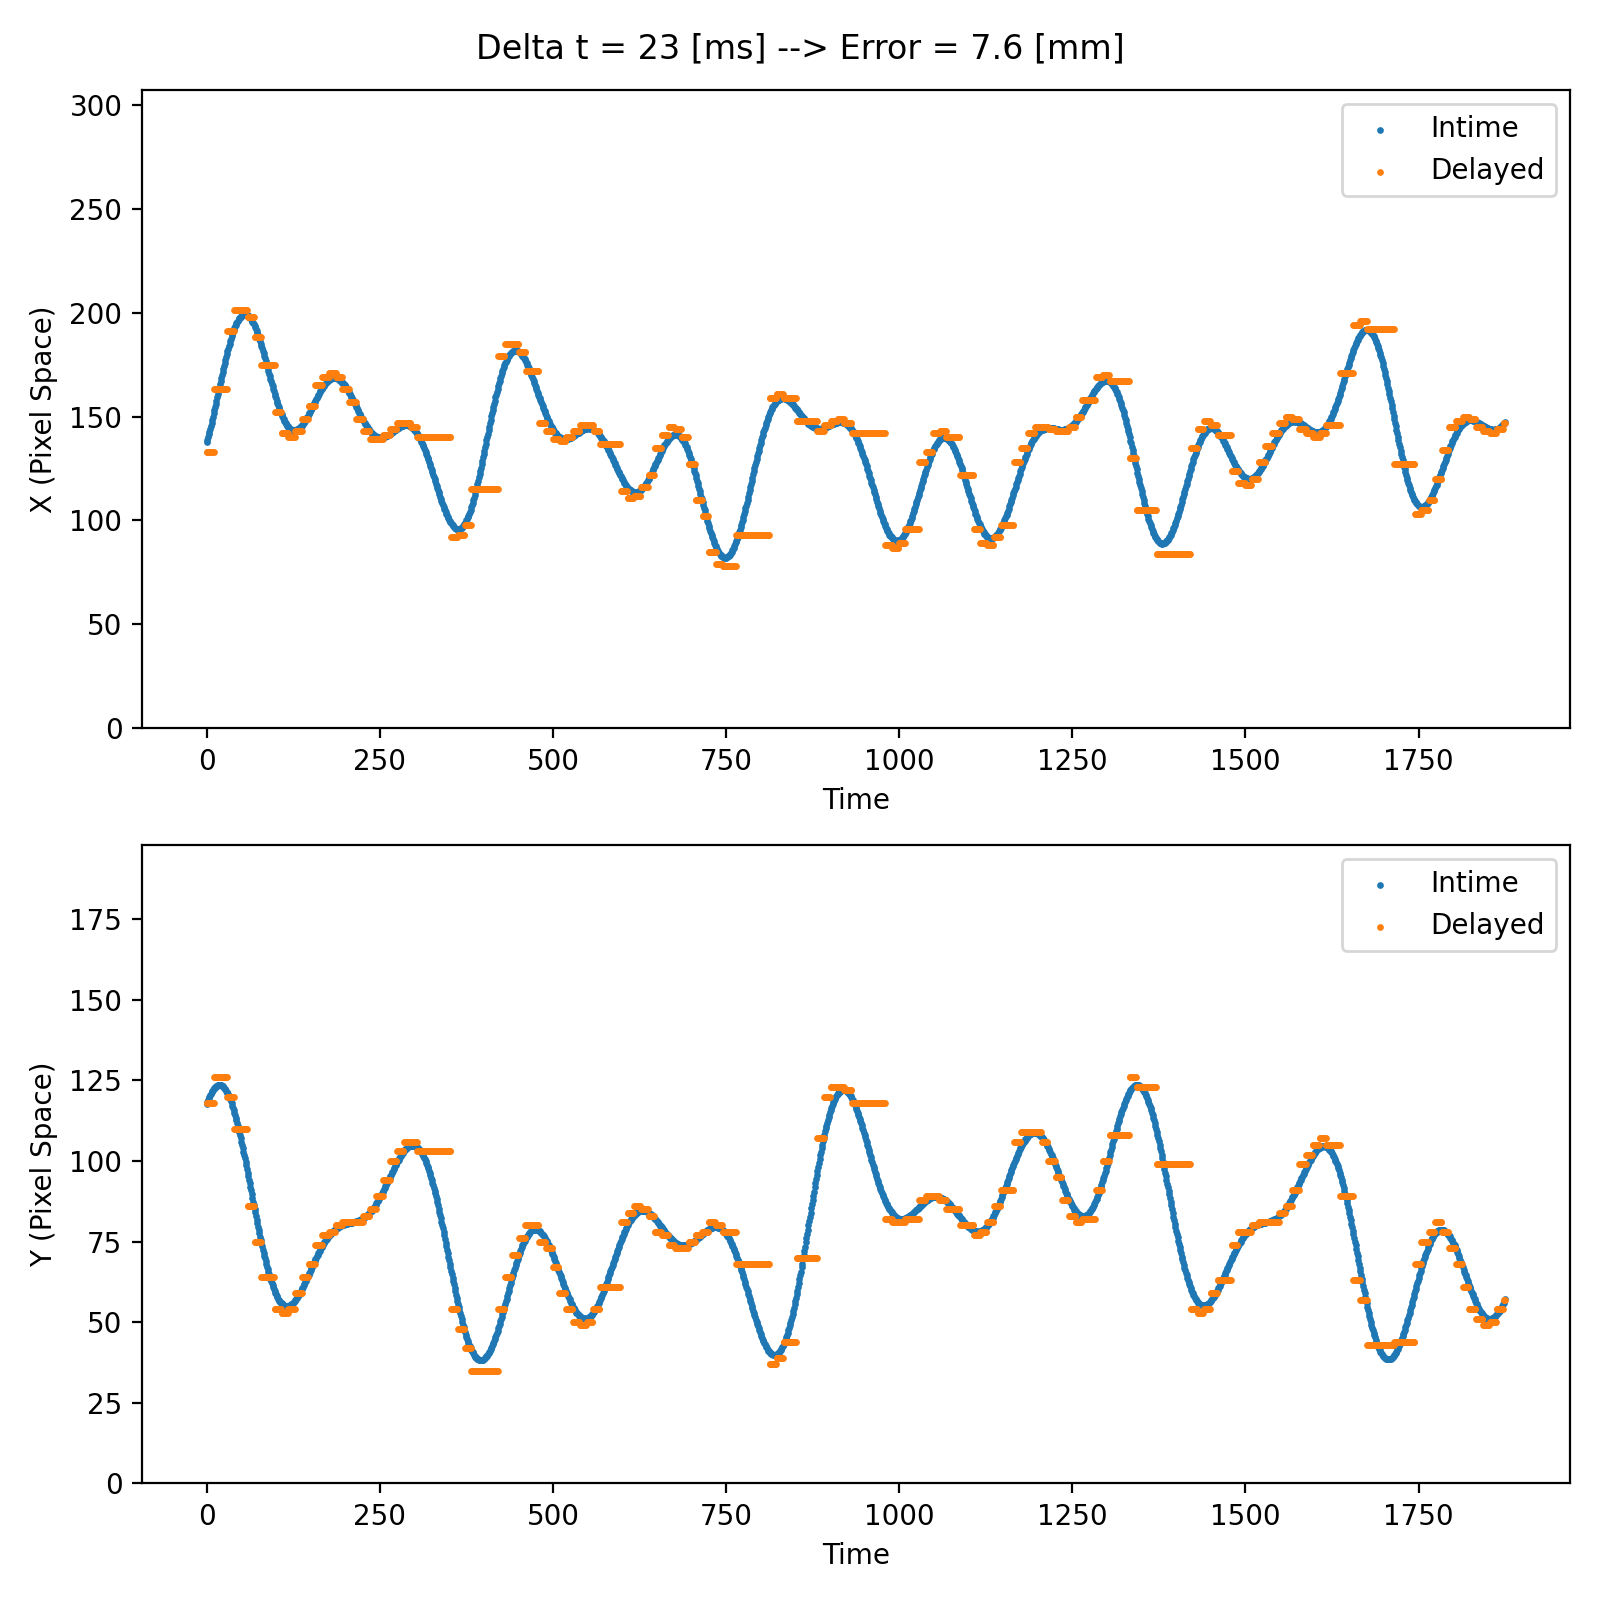 Delta t = 23 [ms] --> Error = 7.6 [mm]
300
250
200
150
100
50
0
X (Pixel Space)
Intime
Delayed
0 250 500 750 1000 1250 1500 1750
Time
175
150
125
100
75
50
25
0
Y (Pixel Space)
Intime
Delayed
0 250 500 750 1000 1250 1500 1750
Time